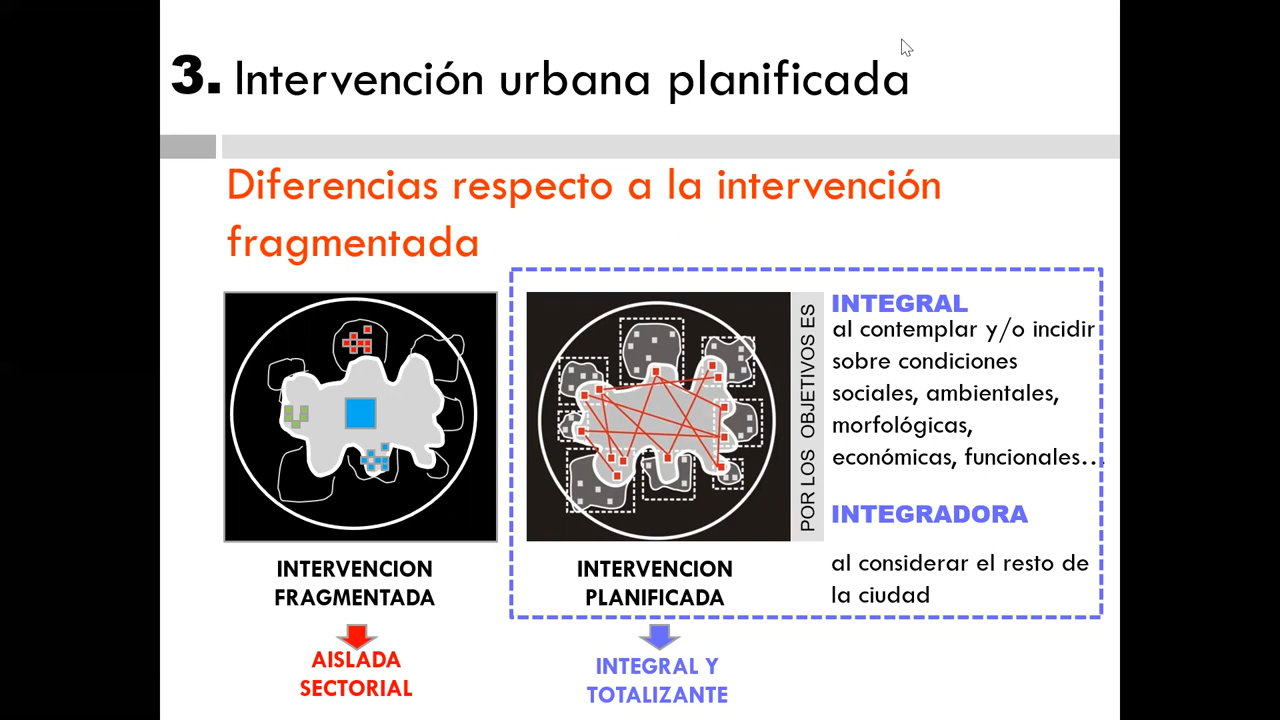 3. Intervención urbana planificada
Diferencias respecto a la intervención
fragmentada
INTERVENCION
FRAGMENTADA
AISLADA
SECTORIAL
INTERVENCION
PLANIFICADA
INTEGRAL Y
TOTALIZANTE
POR LOS OBJETIVOS ES
INTEGRAL
al contemplar y/o incidir
sobre condiciones
sociales, ambientales,
morfológicas,
económicas, funcionales…
INTEGRADORA
al considerar el resto de
la ciudad